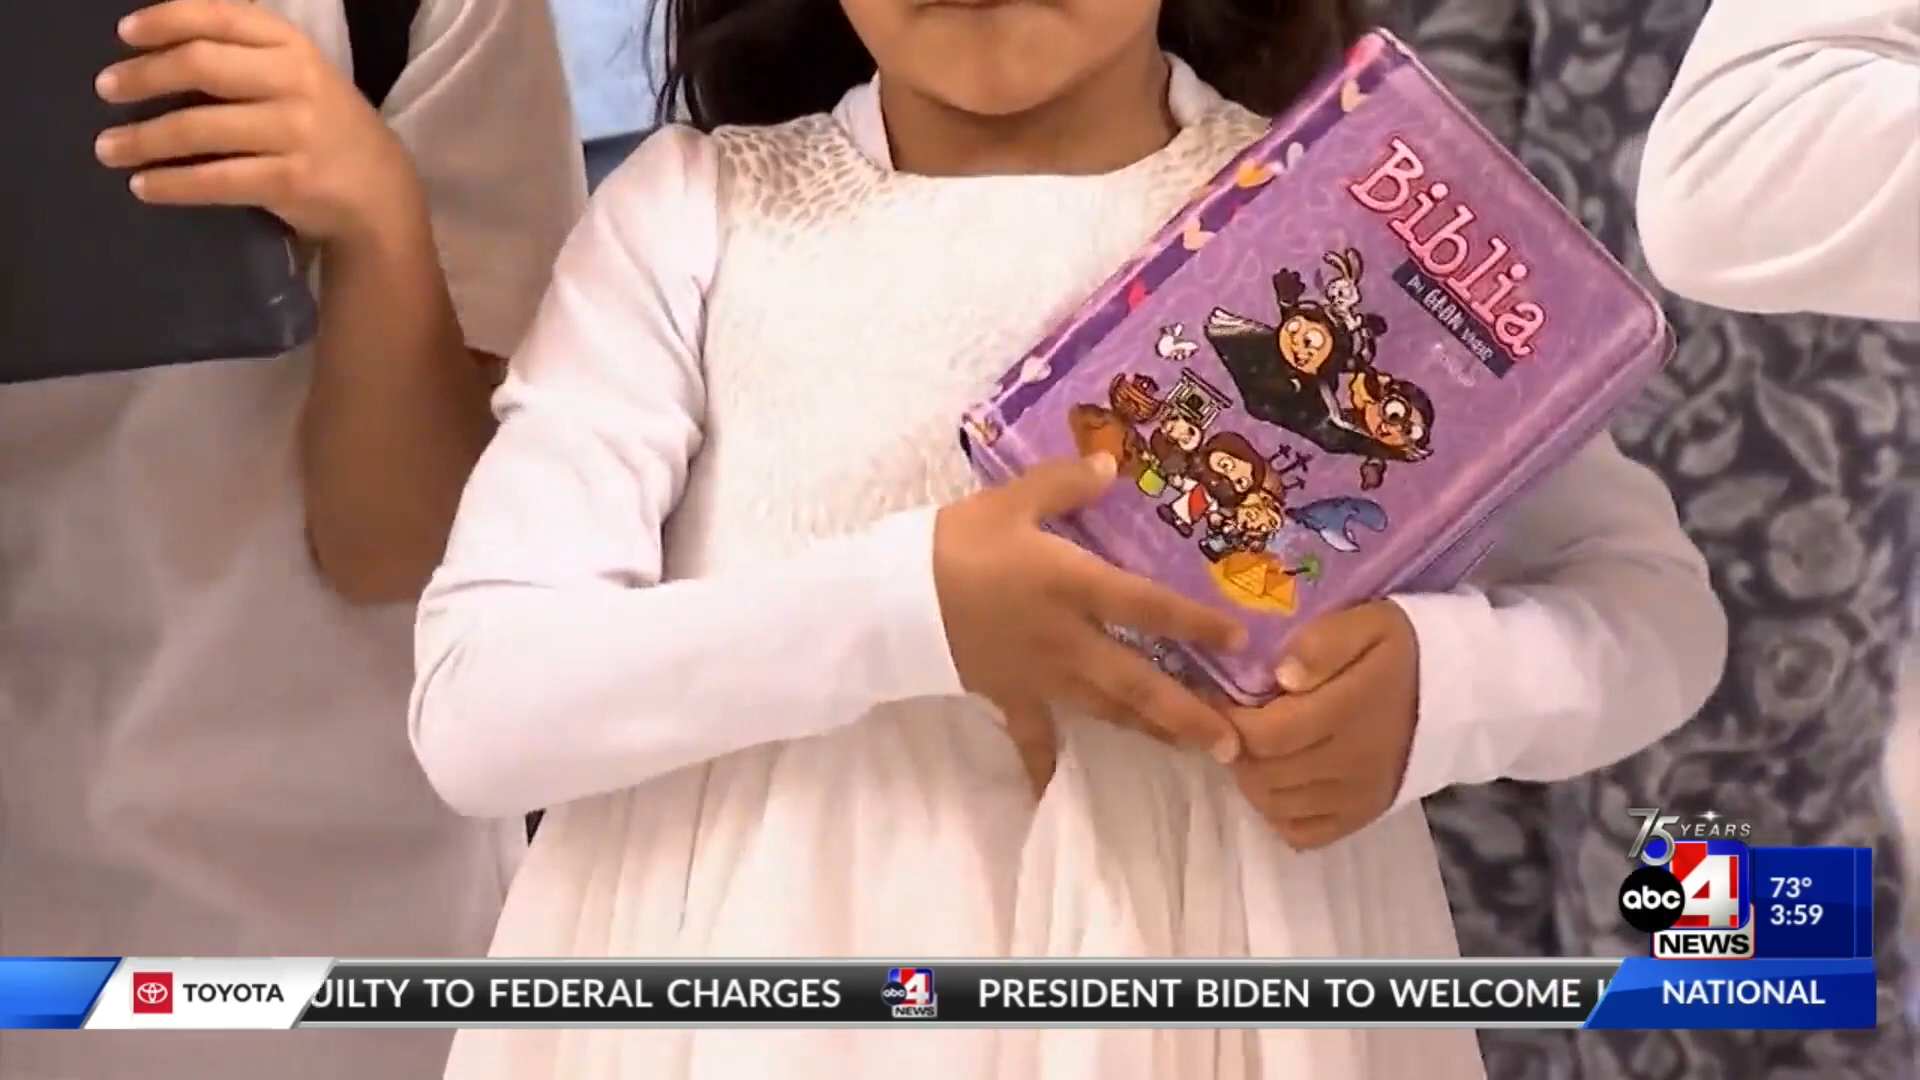 Biblia
75 YEARS
abc 4
NEWS
73°
3:59
TOYOTA
UILTY TO FEDERAL CHARGES
abc 4
NEWS
PRESIDENT BIDEN TO WELCOME
NATIONAL